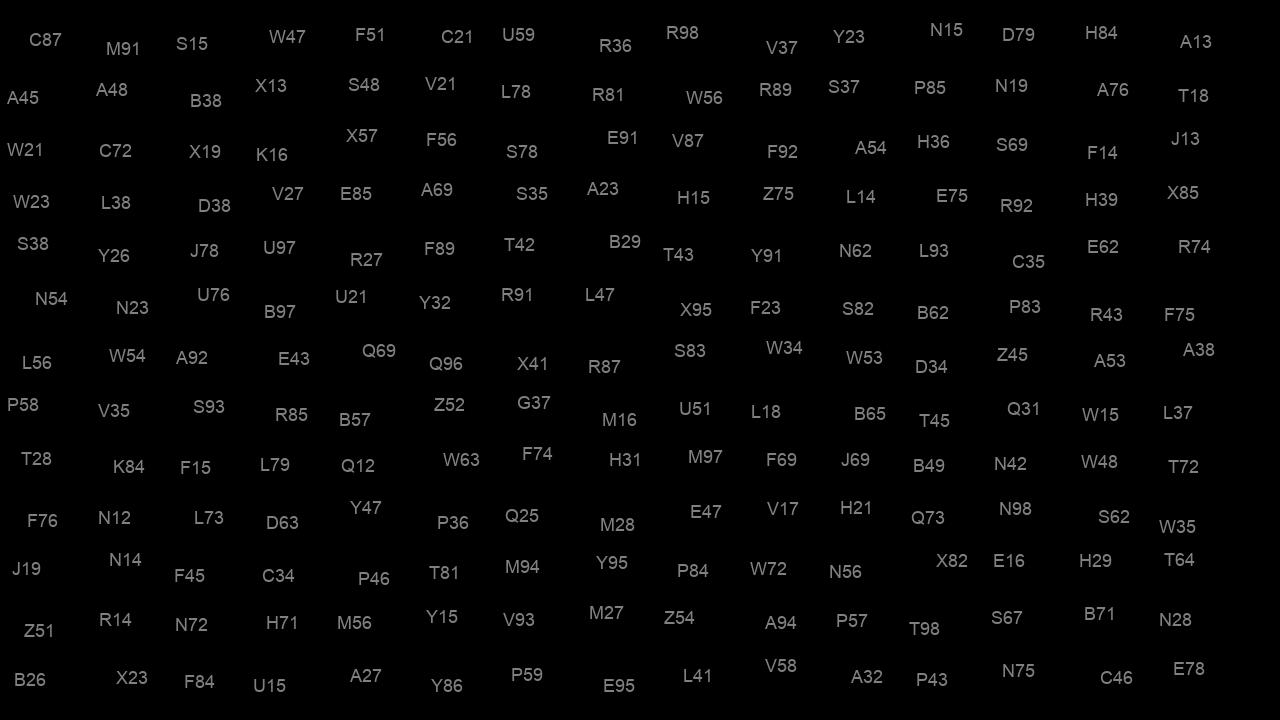 C87 M91 S15 W47 F51 C21 U59 R36 R98 V37 Y23 N15 D79 H84 A13
A45 A48 B38 X13 S48 V21 L78 R81 W56 R89 S37 P85 N19 A76 T18
W21 C72 X19 K16 X57 F56 S78 E91 V87 F92 A54 H36 S69 F14 J13
W23 L38 D38 V27 E85 A69 S35 A23 H15 Z75 L14 E75 R92 H39 X85
S38 Y26 J78 U97 R27 F89 T42 B29 T43 Y91 N62 L93 C35 E62 R74
N54 N23 U76 B97 U21 Y32 R91 L47 X95 F23 S82 B62 P83 R43 F75
L56 W54 A92 E43 Q69 Q96 X41 R87 S83 W34 W53 D34 Z45 A53 A38
P58 V35 S93 R85 B57 Z52 G37 M16 U51 L18 B65 T45 Q31 W15 L37
T28 K84 F15 L79 Q12 W63 F74 H31 M97 F69 J69 B49 N42 W48 T72
F76 N12 L73 D63 Y47 P36 Q25 M28 E47 V17 H21 Q73 N98 S62 W35
J19 N14 F45 C34 P46 T81 M94 Y95 P84 W72 N56 X82 E16 H29 T64
Z51 R14 N72 H71 M56 Y15 V93 M27 Z54 A94 P57 T98 S67 B71 N28
B26 X23 F84 U15 A27 Y86 P59 E95 L41 V58 A32 P43 N75 C46 E78